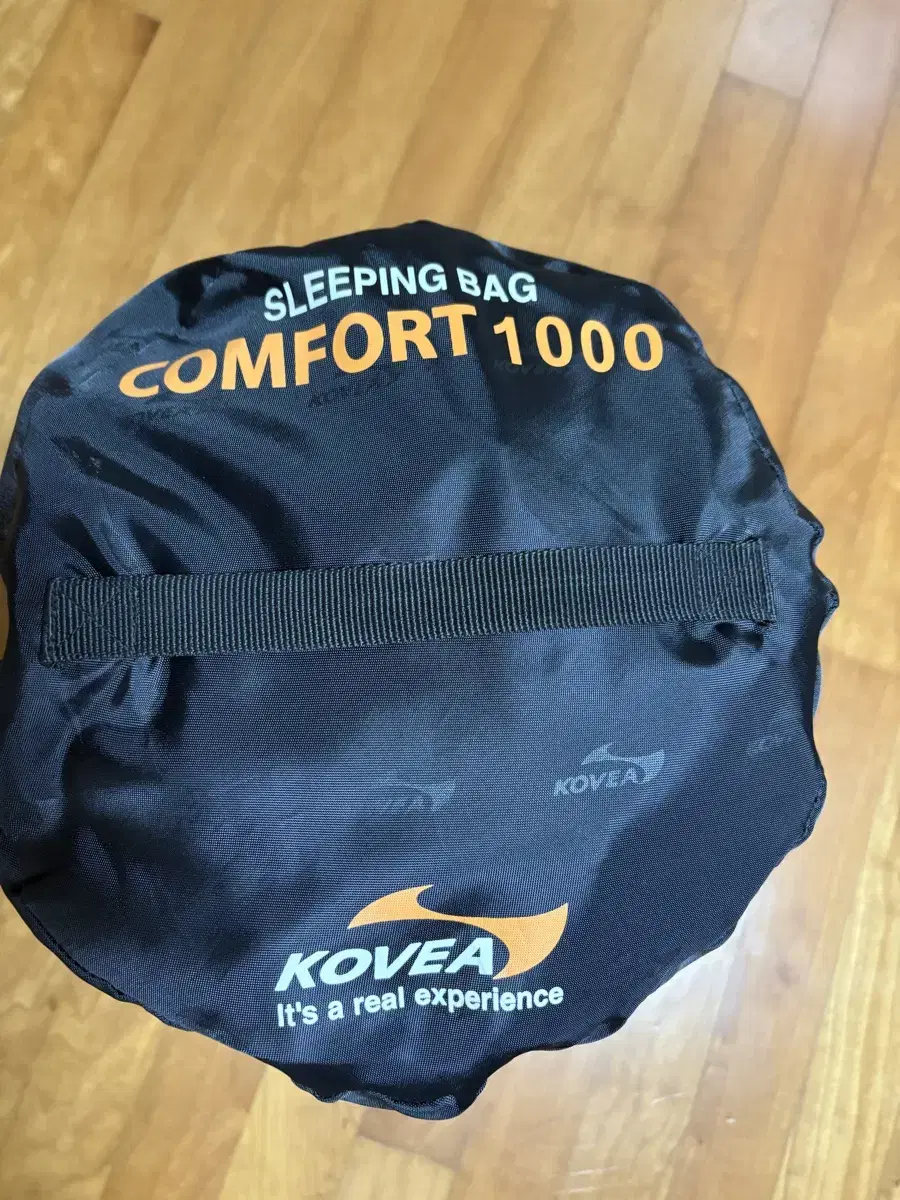 SLEEPING BAG
COMFORT 1000
KOVEA
KOVEA
KOVEA
It's a real experience